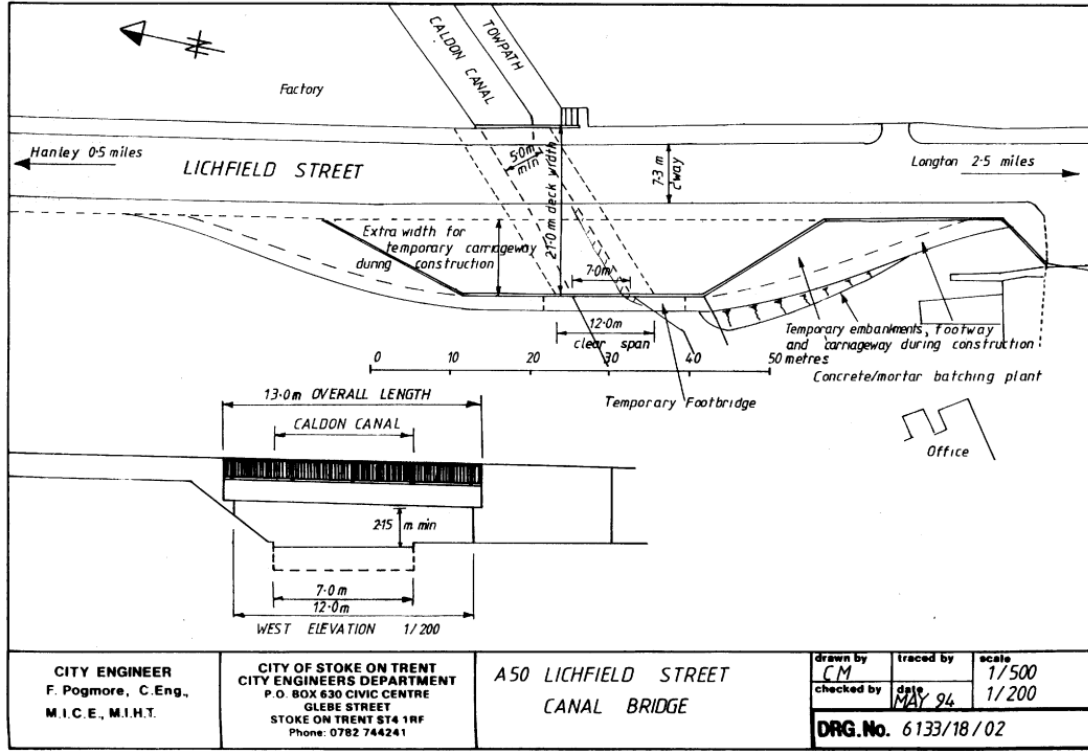 N
Factory
CALDON CANAL
TOWPATH
Hanley 0·5 miles
LICHFIELD STREET
5·0m
min
21·0 m deck width
7·3 m
c'way
Longton 2·5 miles
Extra width for
temporary carriageway
during construction
7·0m
12·0m
clear span
Temporary embankments, footway
and carriageway during construction
0 10 20 30 40 50 metres
Concrete/mortar batching plant
Temporary Footbridge
Office
13·0m OVERALL LENGTH
CALDON CANAL
2·15 m min
7·0m
12·0m
WEST ELEVATION 1/200
CITY ENGINEER
F. Pogmore, C.Eng.,
M.I.C.E., M.I.H.T.
CITY OF STOKE ON TRENT
CITY ENGINEERS DEPARTMENT
P.O. BOX 630 CIVIC CENTRE
GLEBE STREET
STOKE ON TRENT ST4 1RF
Phone: 0782 744241
A50 LICHFIELD STREET
CANAL BRIDGE
drawn by
CM
traced by
scale
1/500
1/200
checked by
date
MAY 94
DRG.No. 6133/18/02